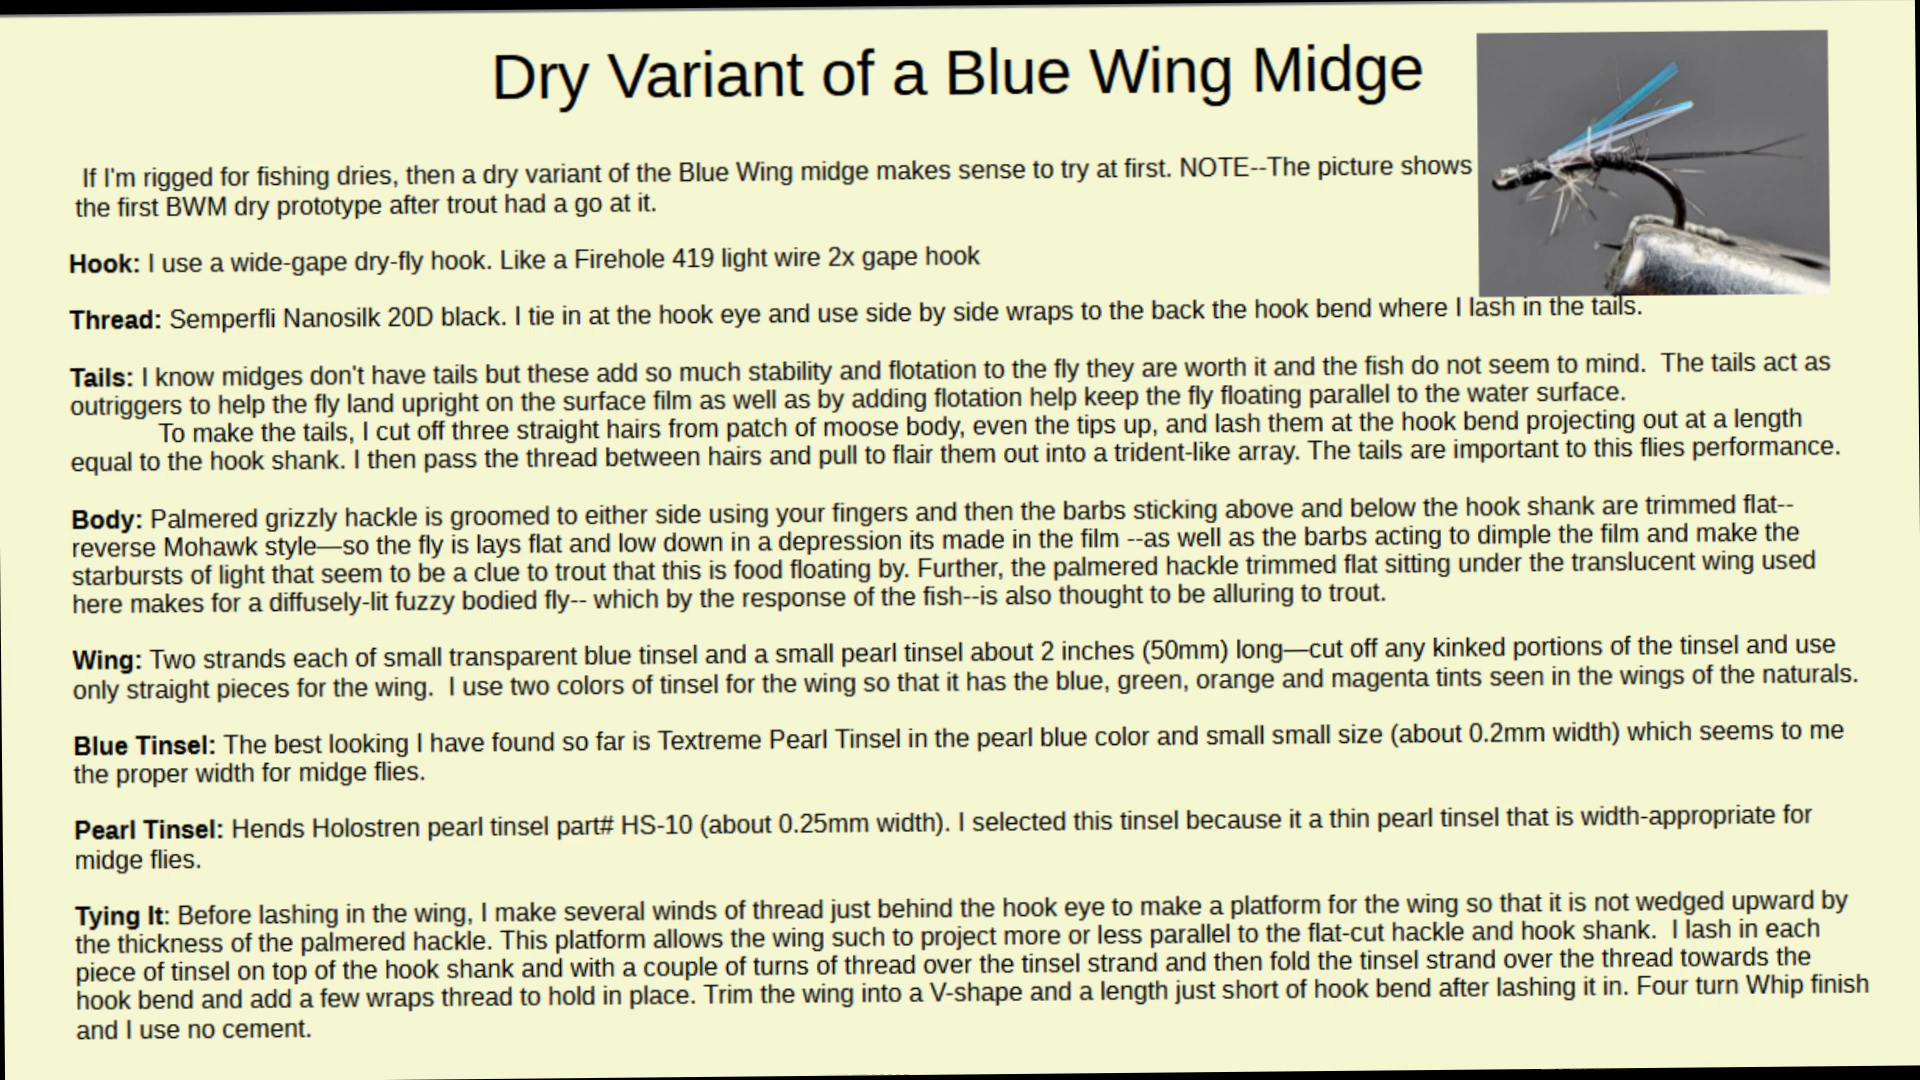 Dry Variant of a Blue Wing Midge
If I'm rigged for fishing dries, then a dry variant of the Blue Wing midge makes sense to try at first. NOTE--The picture shows
the first BWM dry prototype after trout had a go at it.
Hook: I use a wide-gape dry-fly hook. Like a Firehole 419 light wire 2x gape hook
Thread: Semperfli Nanosilk 20D black. I tie in at the hook eye and use side by side wraps to the back the hook bend where I lash in the tails.
Tails: I know midges don't have tails but these add so much stability and flotation to the fly they are worth it and the fish do not seem to mind.  The tails act as
outriggers to help the fly land upright on the surface film as well as by adding flotation help keep the fly floating parallel to the water surface.
To make the tails, I cut off three straight hairs from patch of moose body, even the tips up, and lash them at the hook bend projecting out at a length
equal to the hook shank. I then pass the thread between hairs and pull to flair them out into a trident-like array. The tails are important to this flies performance.
Body: Palmered grizzly hackle is groomed to either side using your fingers and then the barbs sticking above and below the hook shank are trimmed flat--
reverse Mohawk style—so the fly is lays flat and low down in a depression its made in the film --as well as the barbs acting to dimple the film and make the
starbursts of light that seem to be a clue to trout that this is food floating by. Further, the palmered hackle trimmed flat sitting under the translucent wing used
here makes for a diffusely-lit fuzzy bodied fly-- which by the response of the fish--is also thought to be alluring to trout.
Wing: Two strands each of small transparent blue tinsel and a small pearl tinsel about 2 inches (50mm) long—cut off any kinked portions of the tinsel and use
only straight pieces for the wing.  I use two colors of tinsel for the wing so that it has the blue, green, orange and magenta tints seen in the wings of the naturals.
Blue Tinsel: The best looking I have found so far is Textreme Pearl Tinsel in the pearl blue color and small small size (about 0.2mm width) which seems to me
the proper width for midge flies.
Pearl Tinsel: Hends Holostren pearl tinsel part# HS-10 (about 0.25mm width). I selected this tinsel because it a thin pearl tinsel that is width-appropriate for
midge flies.
Tying It: Before lashing in the wing, I make several winds of thread just behind the hook eye to make a platform for the wing so that it is not wedged upward by
the thickness of the palmered hackle. This platform allows the wing such to project more or less parallel to the flat-cut hackle and hook shank.  I lash in each
piece of tinsel on top of the hook shank and with a couple of turns of thread over the tinsel strand and then fold the tinsel strand over the thread towards the
hook bend and add a few wraps thread to hold in place. Trim the wing into a V-shape and a length just short of hook bend after lashing it in. Four turn Whip finish
and I use no cement.